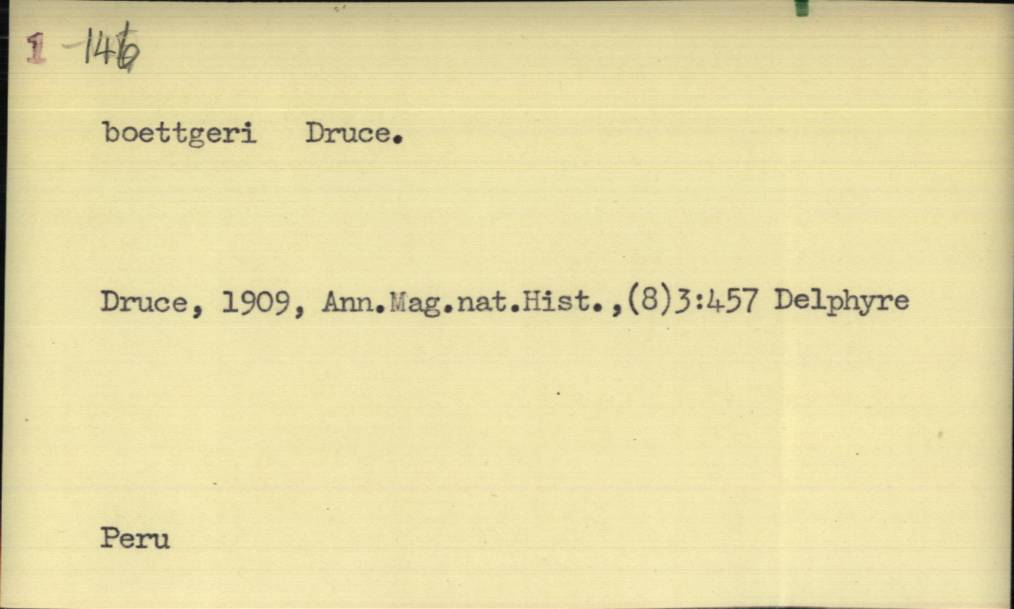 1 146
boettgeri Druce.
Druce, 1909, Ann.Mag.nat.Hist.,(8)3:457 Delphyre
Peru